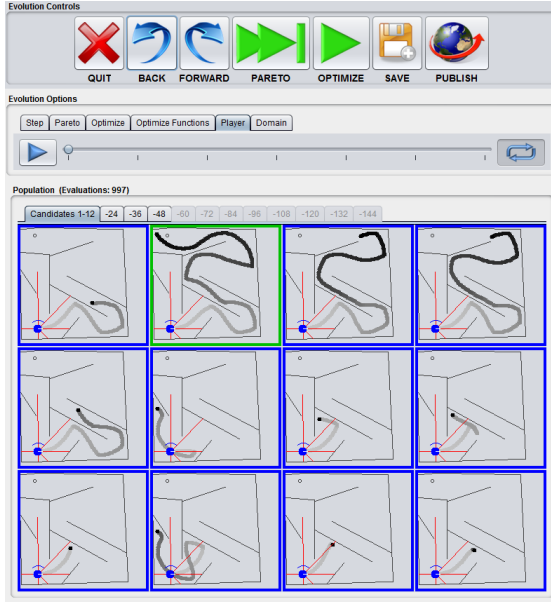 Evolution Controls
QUIT BACK FORWARD PARETO OPTIMIZE SAVE PUBLISH
Evolution Options
Step Pareto Optimize Optimize Functions Player Domain
Population (Evaluations: 997)
Candidates 1-12 -24 -36 -48 -60 -72 -84 -96 -108 -120 -132 -144